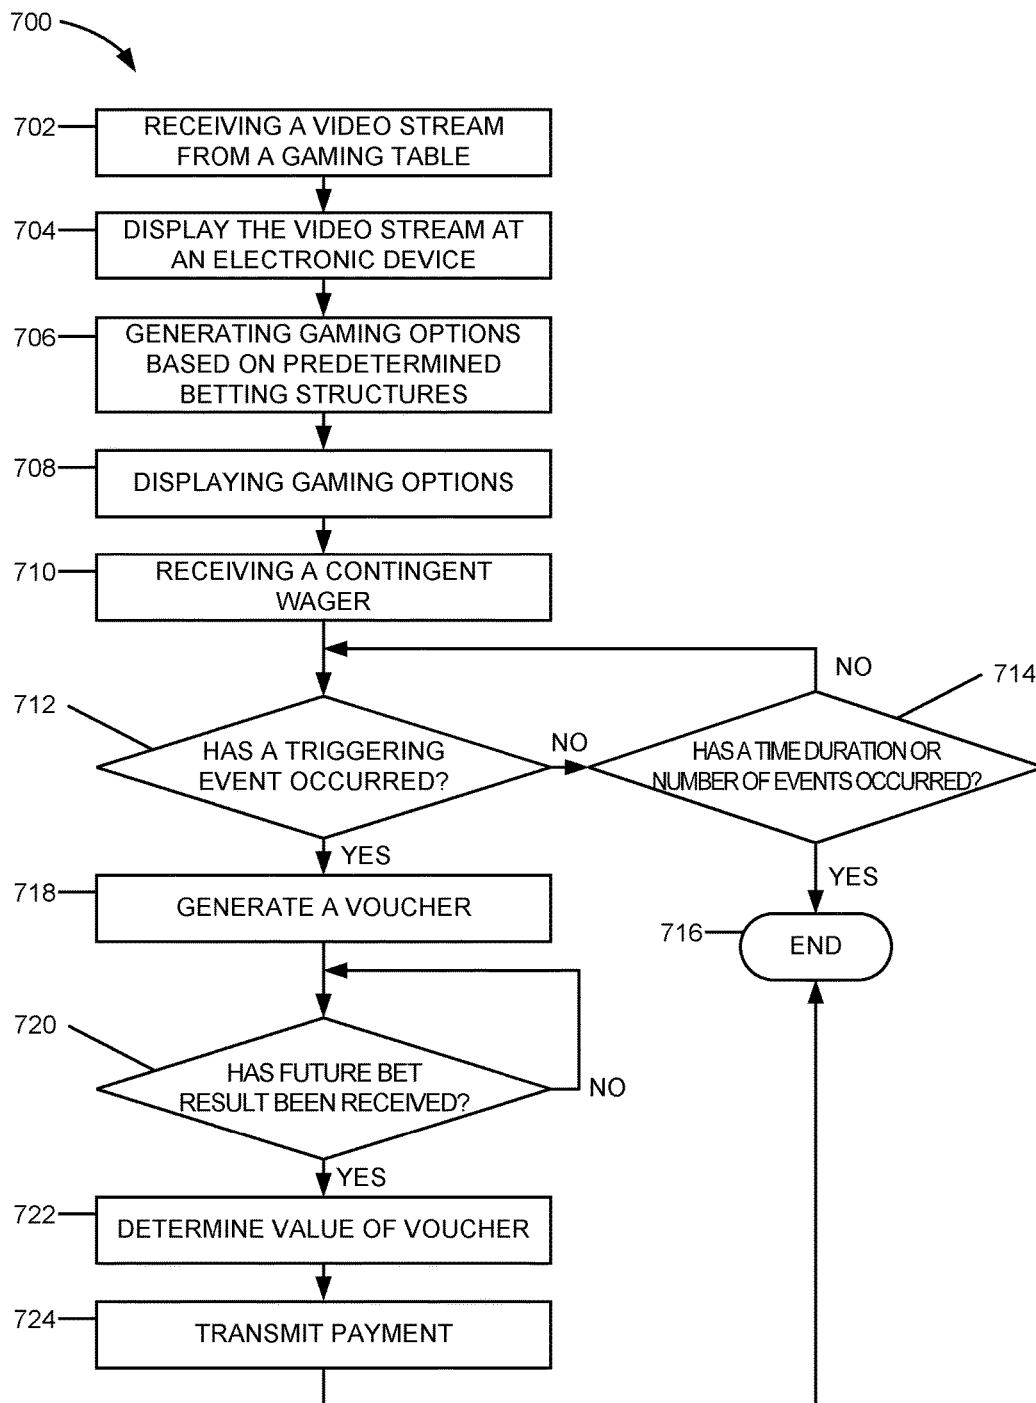 700
702
RECEIVING A VIDEO STREAM
FROM A GAMING TABLE
704
DISPLAY THE VIDEO STREAM AT
AN ELECTRONIC DEVICE
706
GENERATING GAMING OPTIONS
BASED ON PREDETERMINED
BETTING STRUCTURES
708
DISPLAYING GAMING OPTIONS
710
RECEIVING A CONTINGENT
WAGER
712
HAS A TRIGGERING
EVENT OCCURRED?
NO
714
HAS A TIME DURATION OR
NUMBER OF EVENTS OCCURRED?
NO
YES
716
END
YES
718
GENERATE A VOUCHER
720
HAS FUTURE BET
RESULT BEEN RECEIVED?
NO
YES
722
DETERMINE VALUE OF VOUCHER
724
TRANSMIT PAYMENT